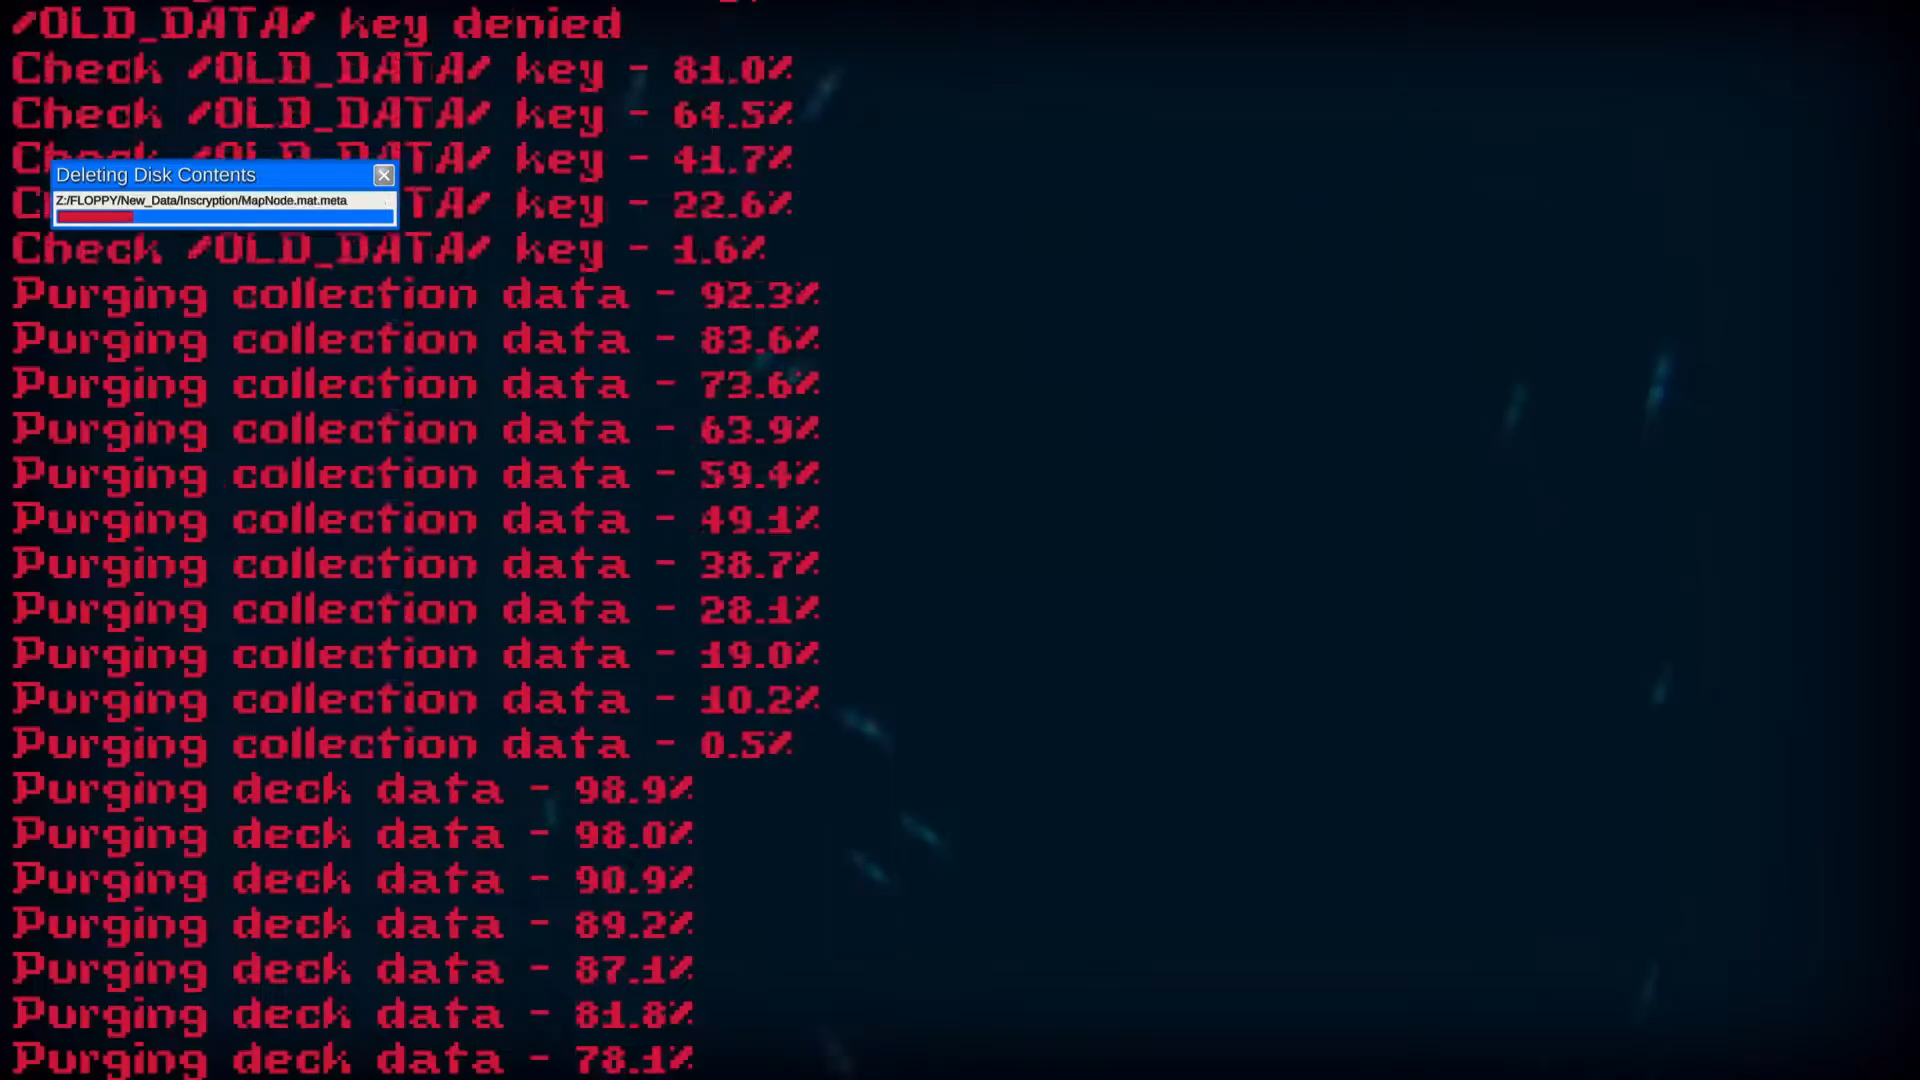 /OLD_DATA/ key denied
Check /OLD_DATA/ key - 81.0%
Check /OLD_DATA/ key - 64.5%
Check /OLD_DATA/ key - 41.7%
Deleting Disk Contents
Z:/FLOPPY/New_Data/Inscryption/MapNode.mat.meta
key - 22.6%
Check /OLD_DATA/ key - 1.6%
Purging collection data - 92.3%
Purging collection data - 83.6%
Purging collection data - 73.6%
Purging collection data - 63.9%
Purging collection data - 59.4%
Purging collection data - 49.1%
Purging collection data - 38.7%
Purging collection data - 28.1%
Purging collection data - 19.0%
Purging collection data - 10.2%
Purging collection data - 0.5%
Purging deck data - 98.9%
Purging deck data - 98.0%
Purging deck data - 90.9%
Purging deck data - 89.2%
Purging deck data - 87.1%
Purging deck data - 81.8%
Purging deck data - 78.1%